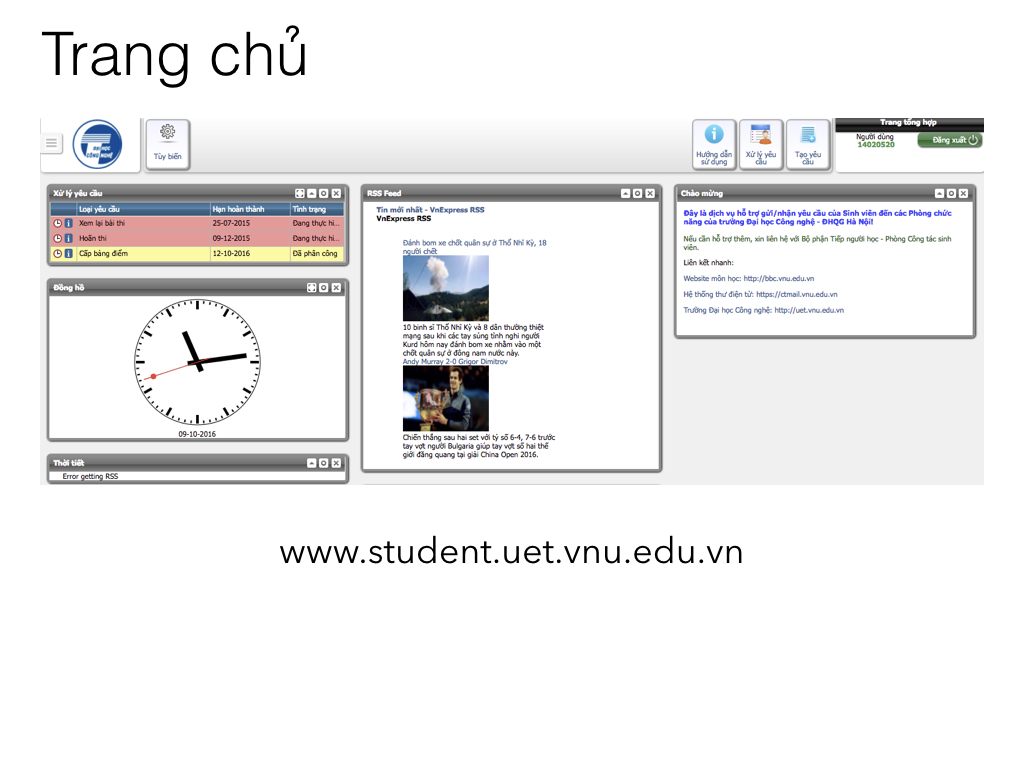 Trang chủ
ĐẠI HỌC
CÔNG NGHỆ
Tùy biến
Hướng dẫn
sử dụng
Xử lý yêu
cầu
Tạo yêu
cầu
Trang tổng hợp
Người dùng
14020520
Đăng xuất
Xử lý yêu cầu
Loại yêu cầu Hạn hoàn thành Tình trạng
Xem lại bài thi 25-07-2015 Đang thực hi...
Hoãn thi 09-12-2015 Đang thực hi...
Cấp bảng điểm 12-10-2016 Đã phân công
Đồng hồ
09-10-2016
Thời tiết
Error getting RSS
RSS Feed
Tin mới nhất - VnExpress RSS
VnExpress RSS
Đánh bom xe chốt quân sự ở Thổ Nhĩ Kỳ, 18
người chết
10 binh sĩ Thổ Nhĩ Kỳ và 8 dân thường thiệt
mạng sau khi các tay súng tình nghi người
Kurd hôm nay đánh bom xe nhằm vào một
chốt quân sự ở đông nam nước này.
Andy Murray 2-0 Grigor Dimitrov
Chiến thắng sau hai set với tỷ số 6-4, 7-6 trước
tay vợt người Bulgaria giúp tay vợt số hai thế
giới đăng quang tại giải China Open 2016.
Chào mừng
Đây là dịch vụ hỗ trợ gửi/nhận yêu cầu của Sinh viên đến các Phòng chức
năng của trường Đại học Công nghệ - ĐHQG Hà Nội!
Nếu cần hỗ trợ thêm, xin liên hệ với Bộ phận Tiếp người học - Phòng Công tác sinh
viên.
Liên kết nhanh:
Website môn học: http://bbc.vnu.edu.vn
Hệ thống thư điện tử: https://ctmail.vnu.edu.vn
Trường Đại học Công nghệ: http://uet.vnu.edu.vn
www.student.uet.vnu.edu.vn